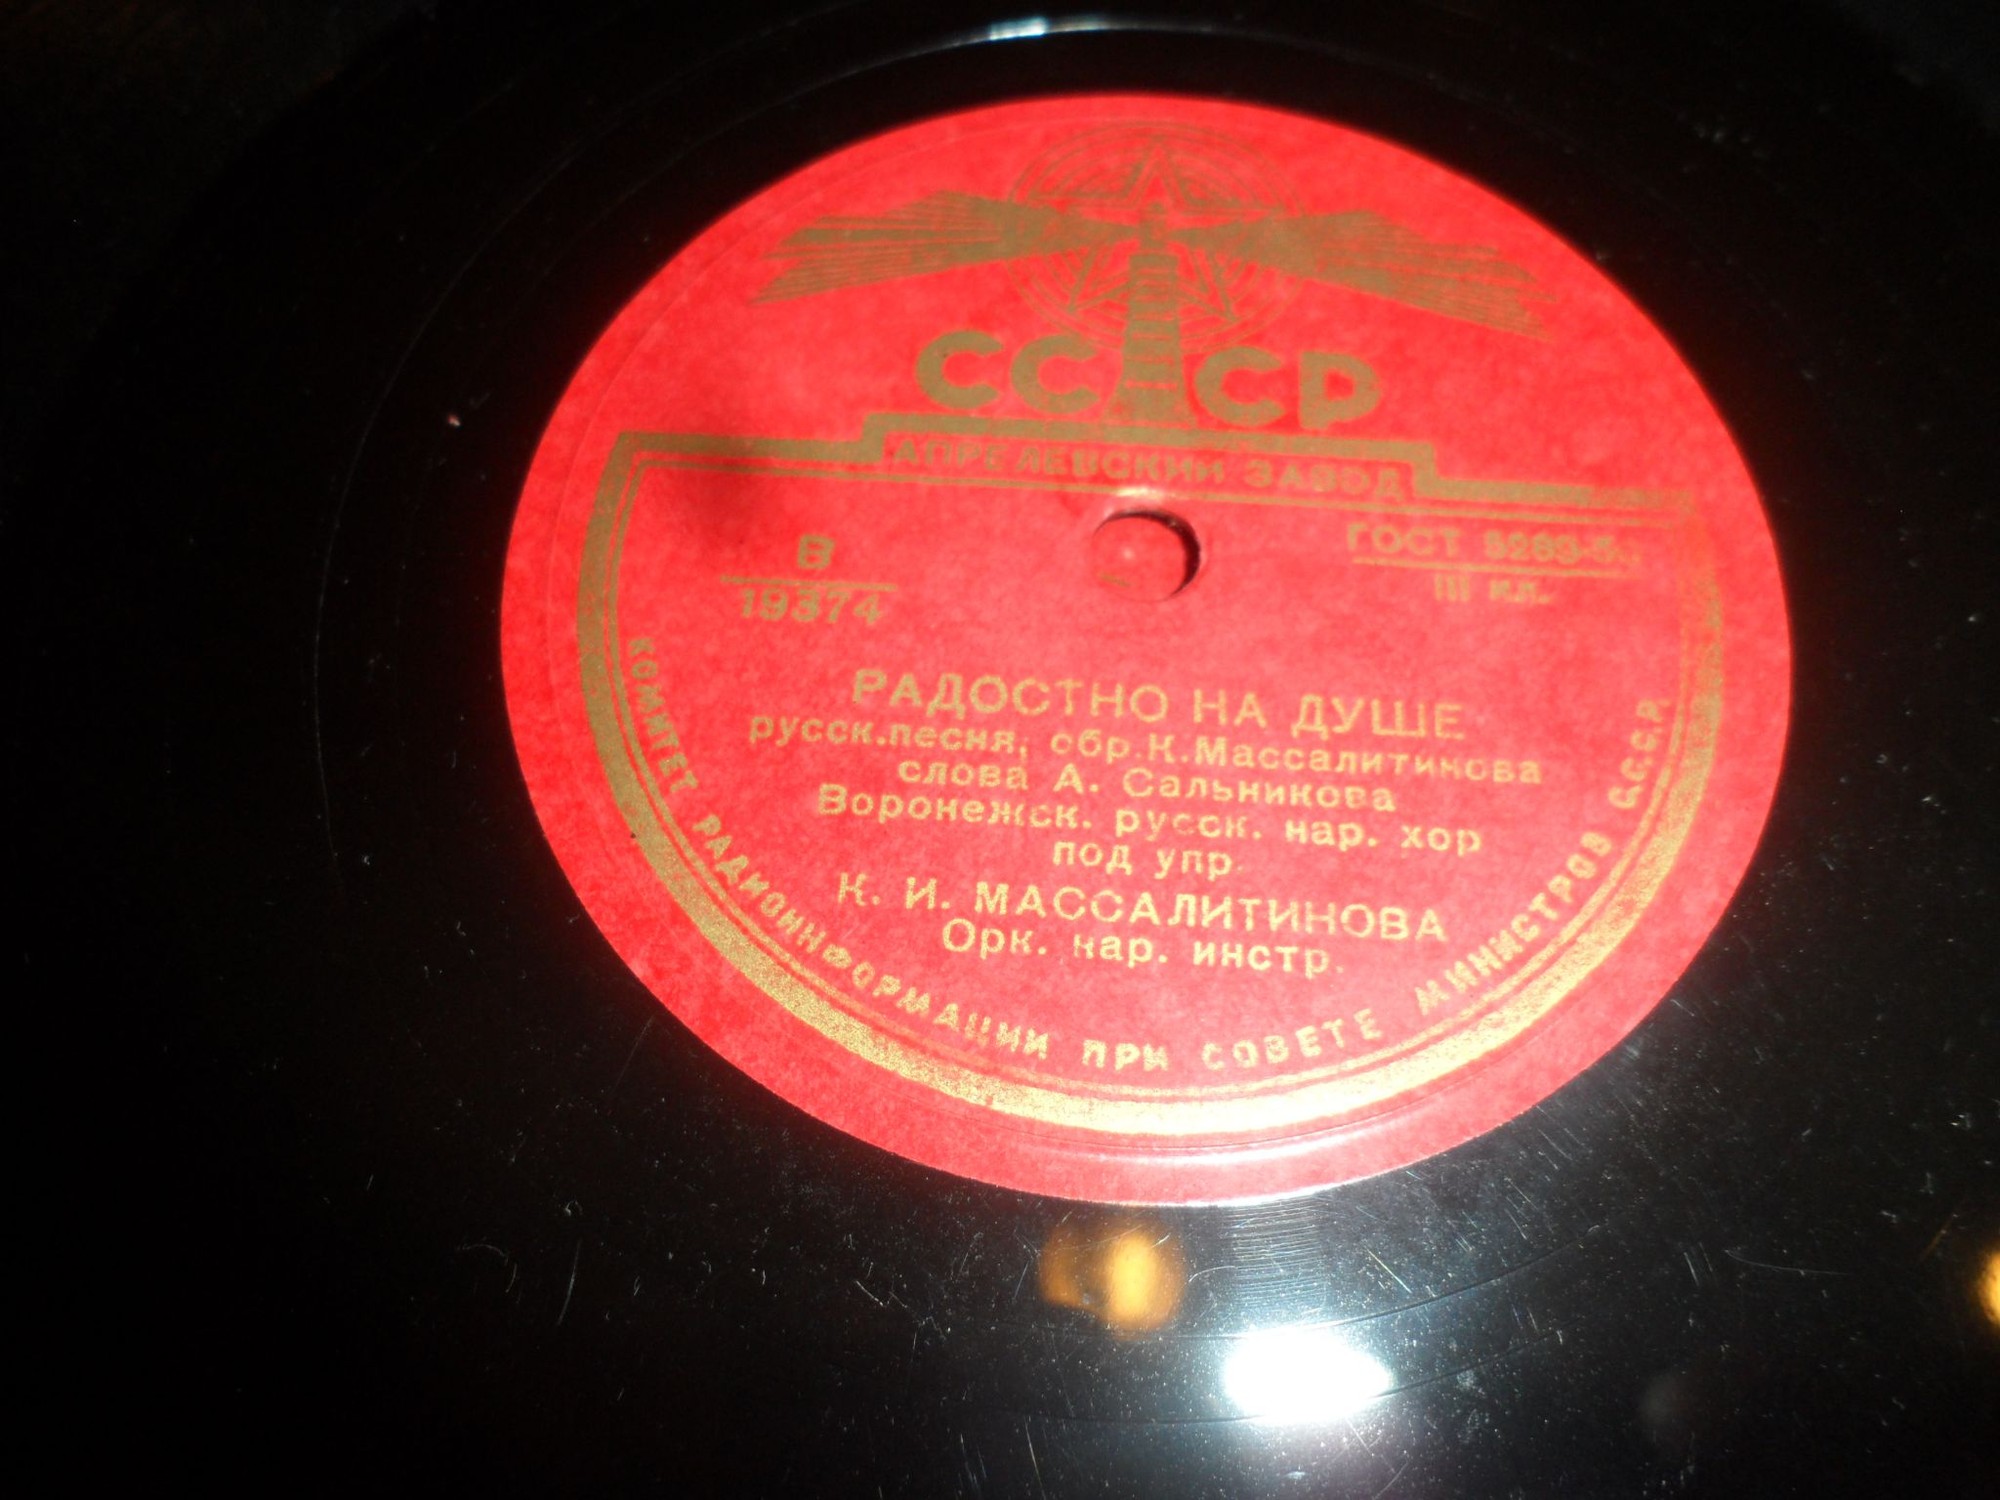 СССР
АПРЕЛЕВСКИЙ ЗАВОД
В
19374
ГОСТ
III кл.
РАДОСТНО НА ДУШЕ
русск.песня, обр.К.Массалитинова
слова А. Сальникова
Воронежск. русск. нар. хор
под упр.
К. И. МАССАЛИТИНОВА
Орк. нар. инстр.
КОМИТЕТ РАДИОИНФОРМАЦИИ ПРИ СОВЕТЕ МИНИСТРОВ С.С.С.Р.